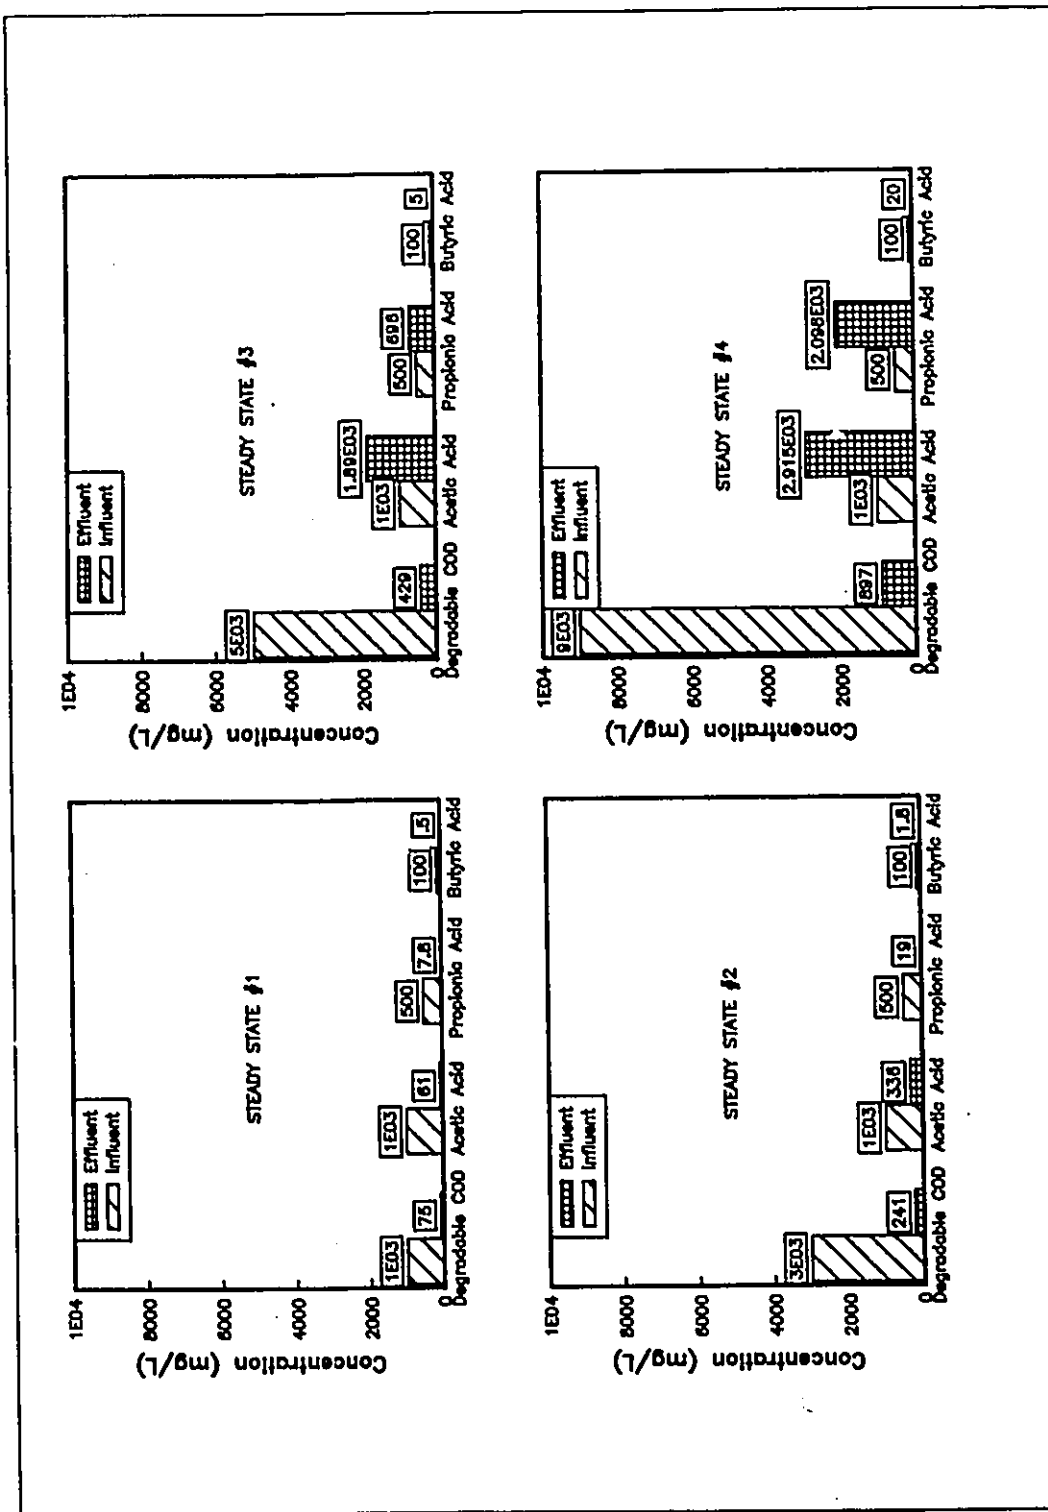 1E04
8000
6000
4000
2000
0
Concentration (mg/L)
Effluent
Influent
STEADY STATE #1
1E03
75
1E03
61
500
7.8
100
.5
Degradable COD Acetic Acid Propionic Acid Butyric Acid
1E04
8000
6000
4000
2000
0
Concentration (mg/L)
Effluent
Influent
STEADY STATE #3
5E03
429
1E03
1.89E03
500
698
100
5
Degradable COD Acetic Acid Propionic Acid Butyric Acid
1E04
8000
6000
4000
2000
0
Concentration (mg/L)
Effluent
Influent
STEADY STATE #2
3E03
241
1E03
336
500
19
100
1.8
Degradable COD Acetic Acid Propionic Acid Butyric Acid
1E04
8000
6000
4000
2000
0
Concentration (mg/L)
Effluent
Influent
STEADY STATE #4
9E03
897
1E03
2.915E03
500
2.098E03
100
20
Degradable COD Acetic Acid Propionic Acid Butyric Acid